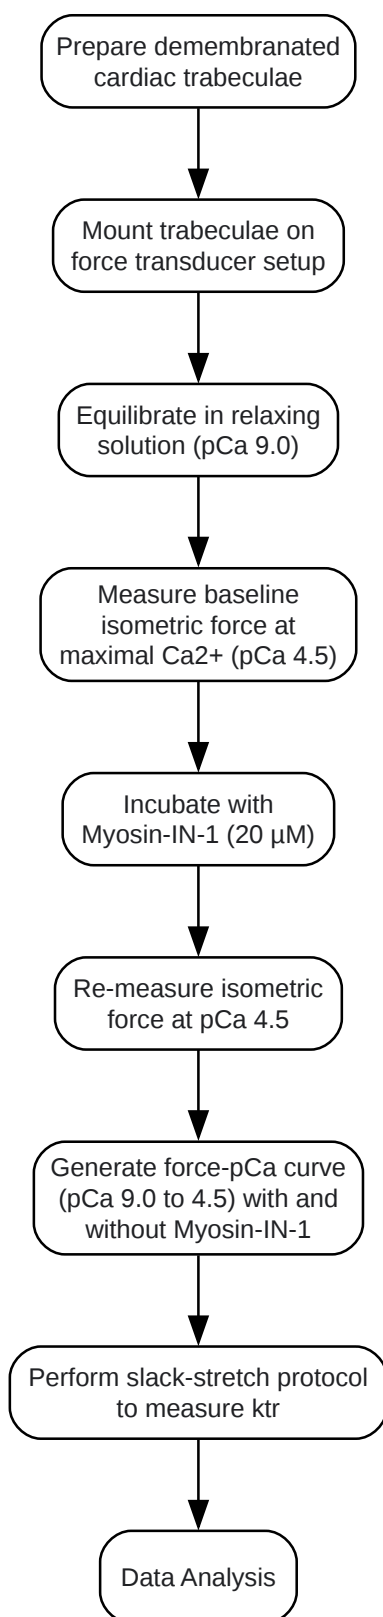 Prepare demembranated
cardiac trabeculae
Mount trabeculae on
force transducer setup
Equilibrate in relaxing
solution (pCa 9.0)
Measure baseline
isometric force at
maximal Ca2+ (pCa 4.5)
Incubate with
Myosin-IN-1 (20 µM)
Re-measure isometric
force at pCa 4.5
Generate force-pCa curve
(pCa 9.0 to 4.5) with and
without Myosin-IN-1
Perform slack-stretch protocol
to measure ktr
Data Analysis